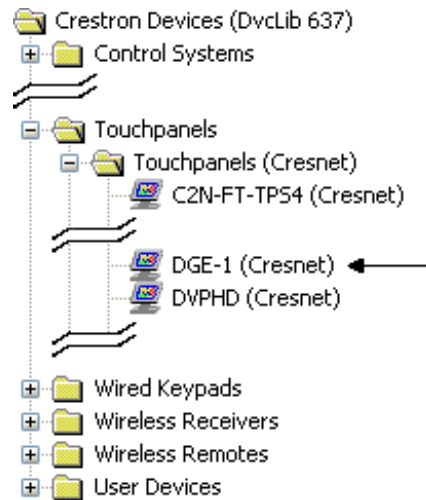 Crestron Devices (DvcLib 637)
Control Systems
Touchpanels
Touchpanels (Cresnet)
C2N-FT-TPS4 (Cresnet)
DGE-1 (Cresnet)
DVPHD (Cresnet)
Wired Keypads
Wireless Receivers
Wireless Remotes
User Devices